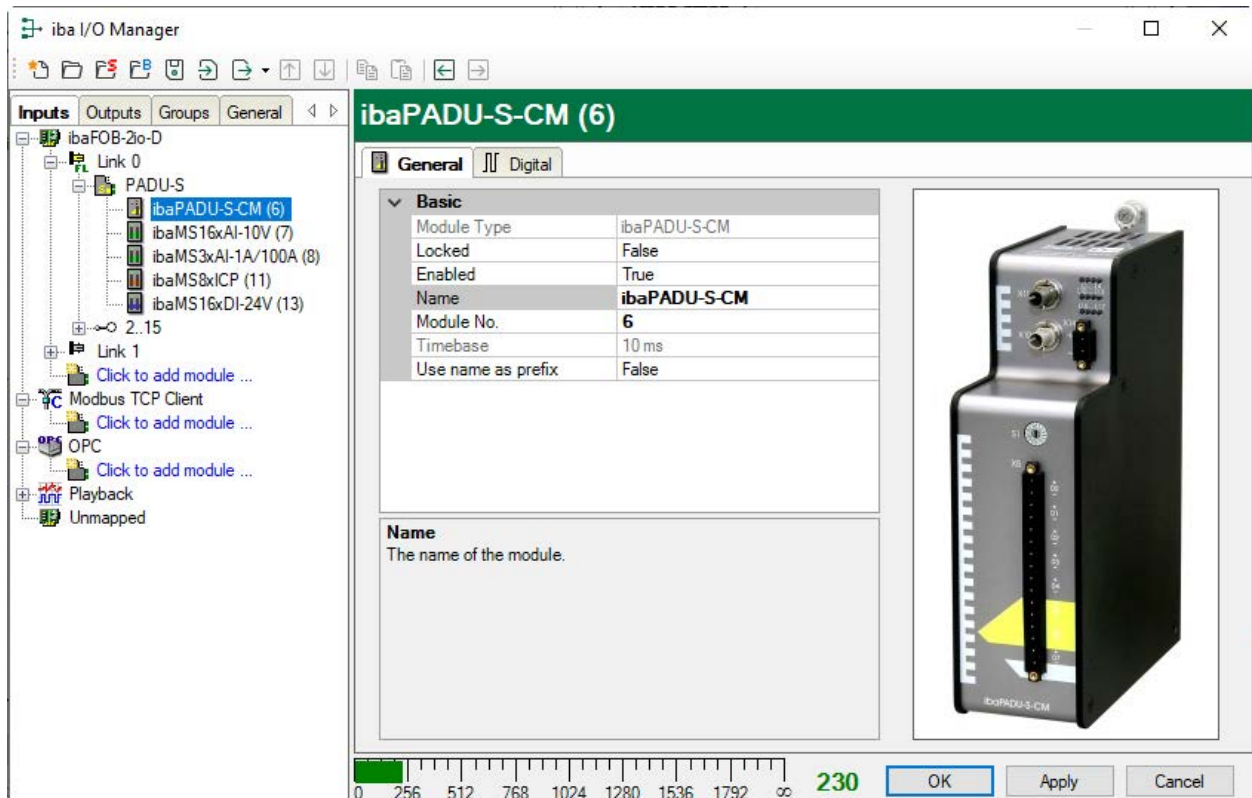 iba I/O Manager
Inputs Outputs Groups General
ibaFOB-2io-D
Link 0
PADU-S
ibaPADU-S-CM (6)
ibaMS16xAI-10V (7)
ibaMS3xAI-1A/100A (8)
ibaMS8xICP (11)
ibaMS16xDI-24V (13)
2..15
Link 1
Click to add module ...
Modbus TCP Client
Click to add module ...
OPC
Click to add module ...
Playback
Unmapped
ibaPADU-S-CM (6)
General Digital
Basic
Module Type ibaPADU-S-CM
Locked False
Enabled True
Name ibaPADU-S-CM
Module No. 6
Timebase 10 ms
Use name as prefix False
Name
The name of the module.
S1
X5
ibaPADU-S-CM
0 256 512 768 1024 1280 1536 1792 ∞
230
OK Apply Cancel